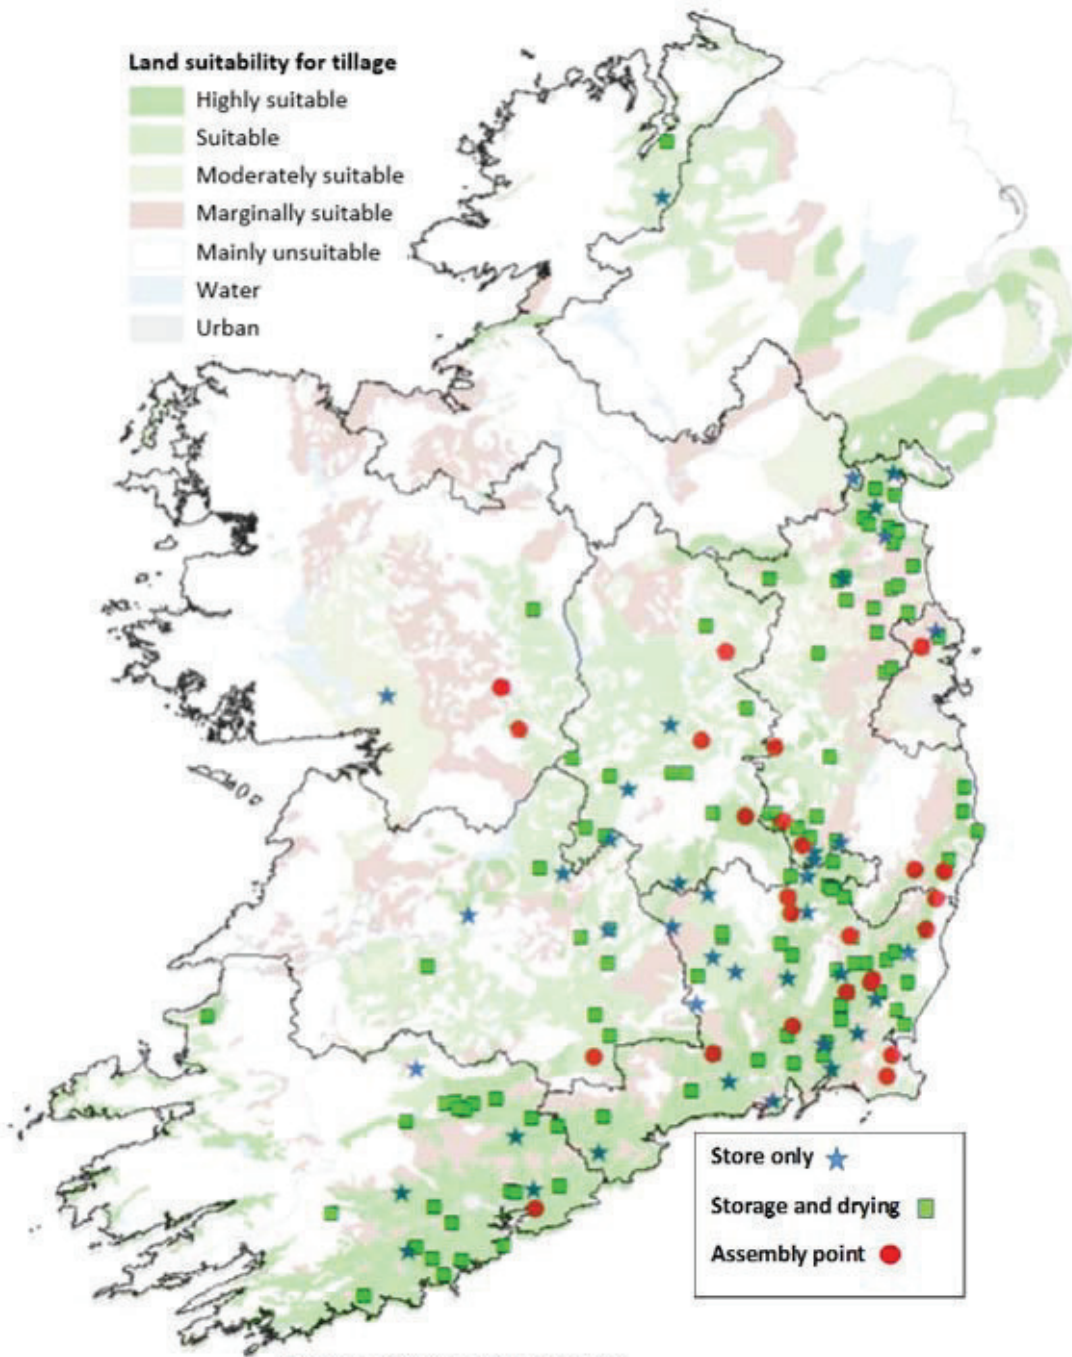 Land suitability for tillage
Highly suitable
Suitable
Moderately suitable
Marginally suitable
Mainly unsuitable
Water
Urban
Store only
Storage and drying
Assembly point